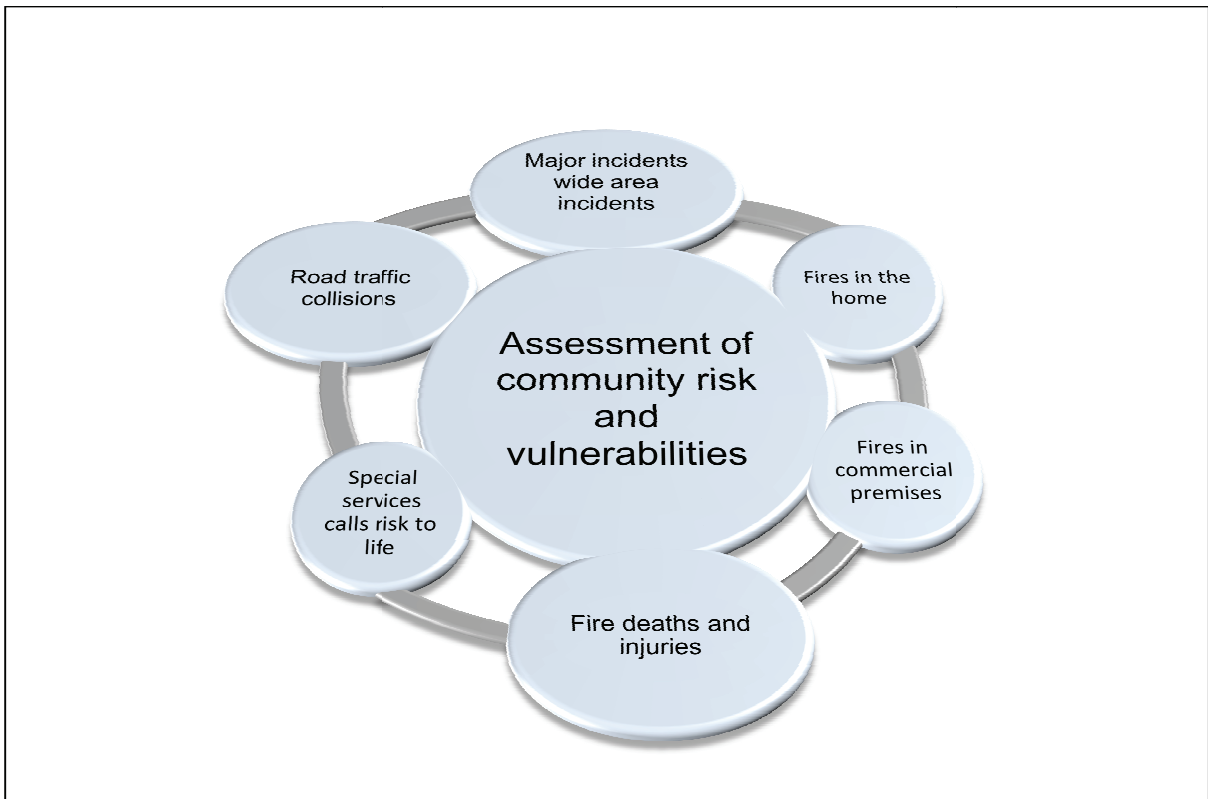 Major incidents
wide area
incidents
Fires in the
home
Fires in
commercial
premises
Fire deaths and
injuries
Special
services
calls risk to
life
Road traffic
collisions
Assessment of
community risk
and
vulnerabilities